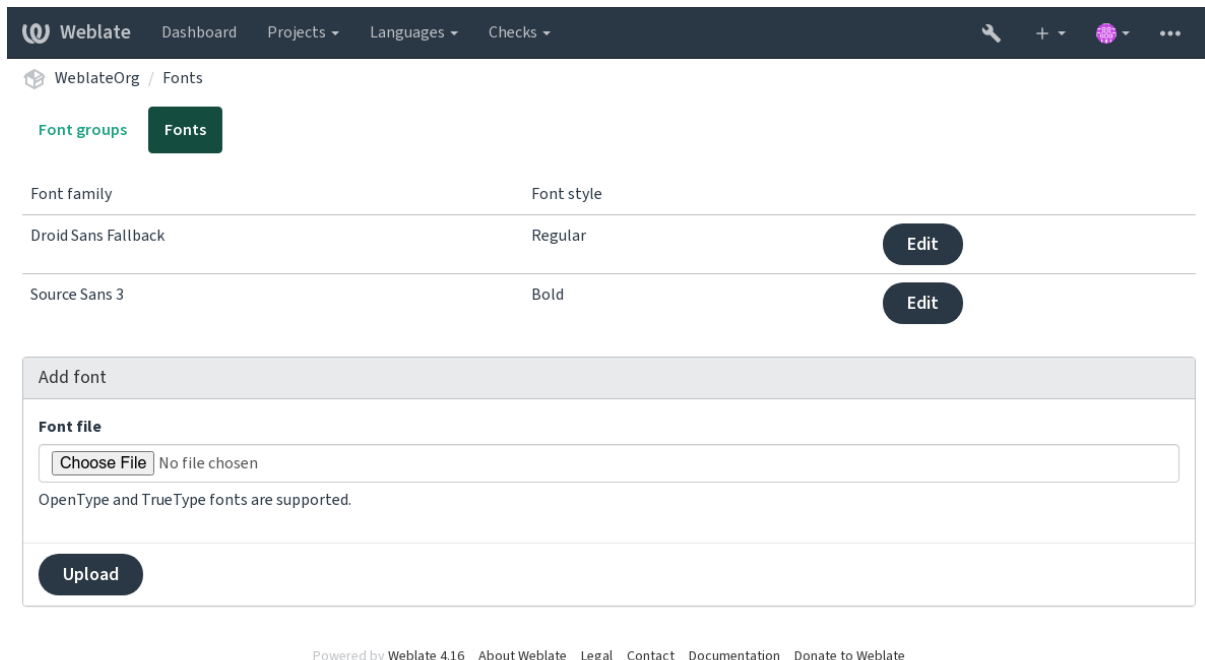 Weblate Dashboard Projects Languages Checks
WeblateOrg / Fonts
Font groups Fonts
Font family Font style
Droid Sans Fallback Regular Edit
Source Sans 3 Bold Edit
Add font
Font file
Choose File No file chosen
OpenType and TrueType fonts are supported.
Upload
Powered by Weblate 4.16 About Weblate Legal Contact Documentation Donate to Weblate